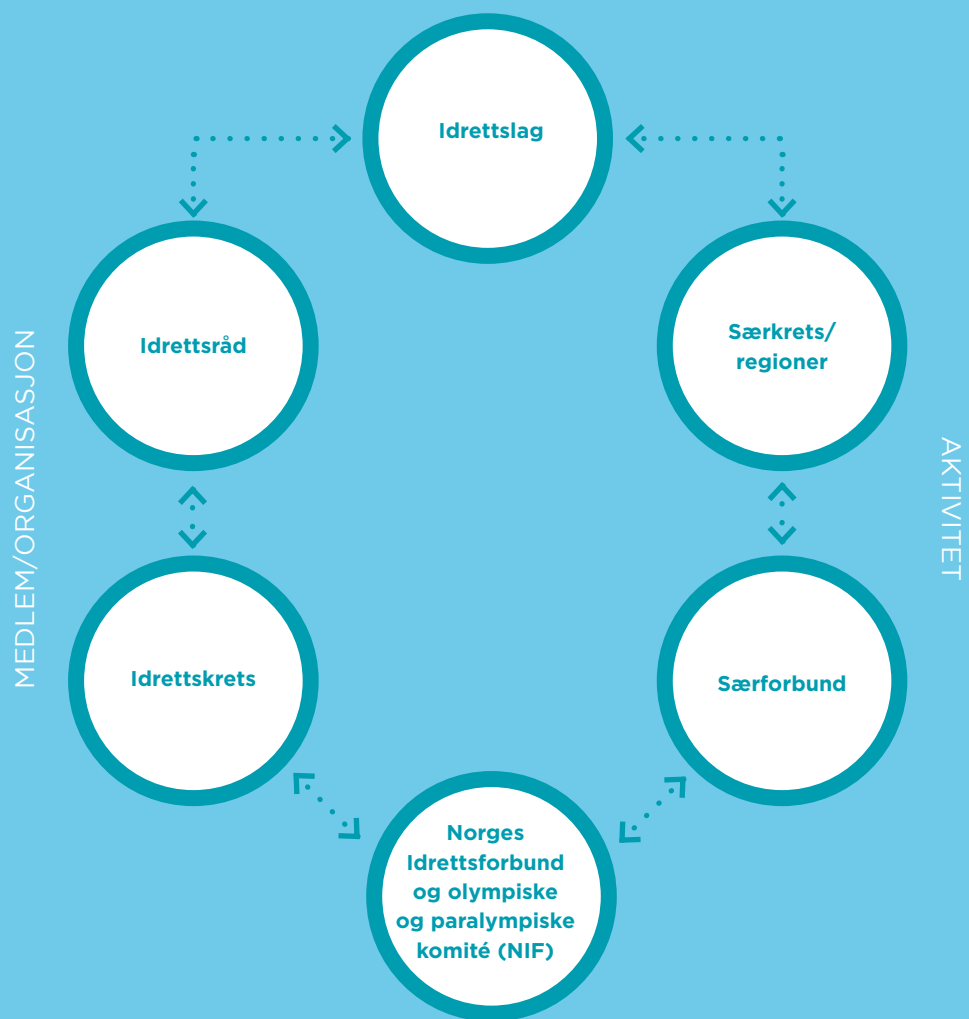 Idrettslag
Idrettsråd
Særkrets/
regioner
MEDLEM/ORGANISASJON
AKTIVITET
Idrettskrets
Særforbund
Norges
Idrettsforbund
og olympiske
og paralympiske
komité (NIF)